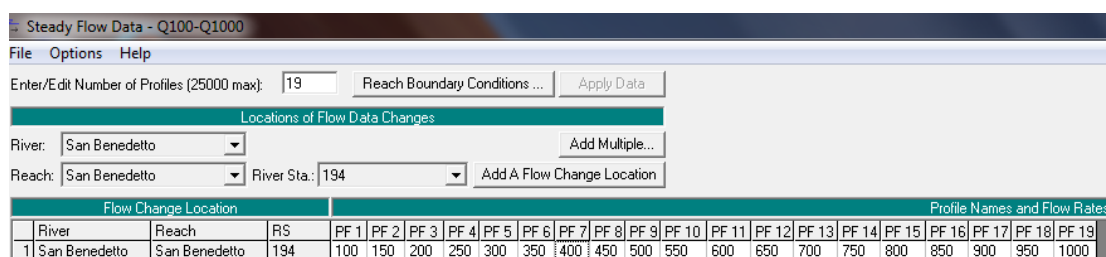 Steady Flow Data - Q100-Q1000
File Options Help
Enter/Edit Number of Profiles (25000 max): 19 Reach Boundary Conditions ... Apply Data
Locations of Flow Data Changes
River: San Benedetto Add Multiple...
Reach: San Benedetto River Sta.: 194 Add A Flow Change Location
Flow Change Location Profile Names and Flow Rates
River Reach RS PF 1 PF 2 PF 3 PF 4 PF 5 PF 6 PF 7 PF 8 PF 9 PF 10 PF 11 PF 12 PF 13 PF 14 PF 15 PF 16 PF 17 PF 18 PF 19
1 San Benedetto San Benedetto 194 100 150 200 250 300 350 400 450 500 550 600 650 700 750 800 850 900 950 1000